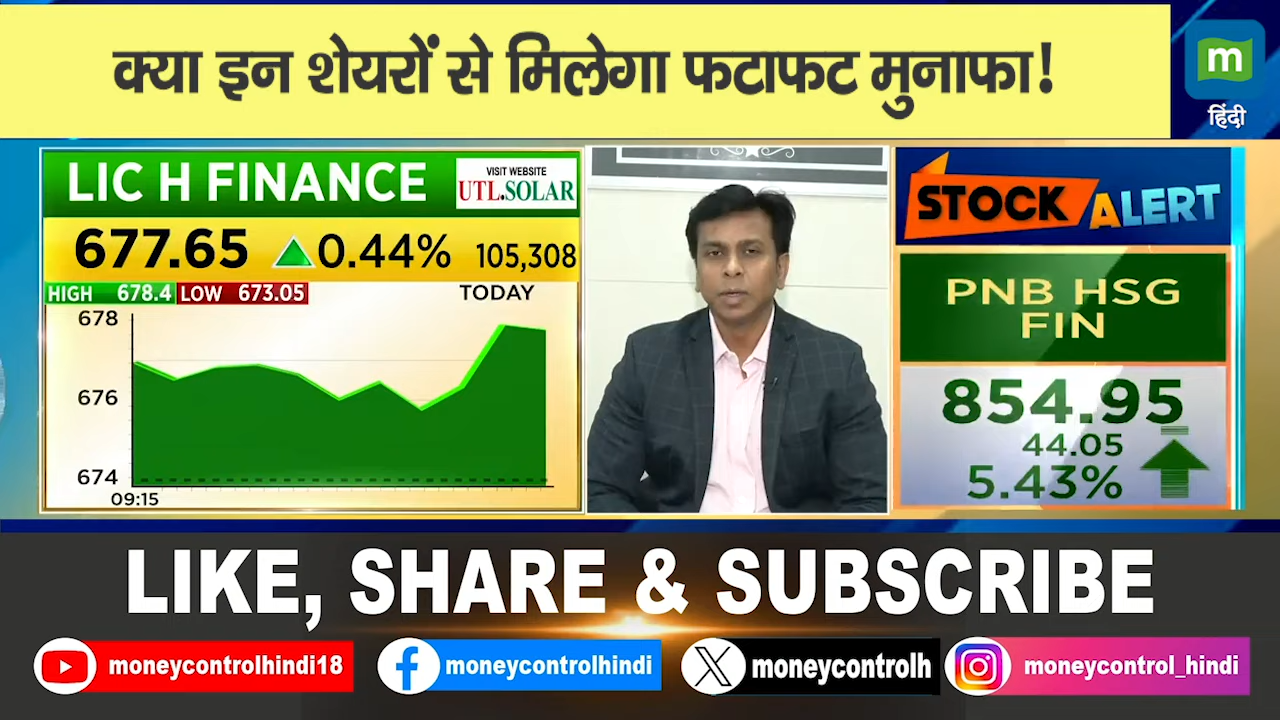 क्या इन शेयरों से मिलेगा फटाफट मुनाफा!
m
हिंदी
LIC H FINANCE
VISIT WEBSITE
UTL.SOLAR
677.65 0.44% 105,308
HIGH 678.4 LOW 673.05 TODAY
678
676
674
09:15
STOCK ALERT
PNB HSG
FIN
854.95
44.05
5.43%
LIKE, SHARE & SUBSCRIBE
moneycontrolhindi18 moneycontrolhindi moneycontrolh moneycontrol_hindi